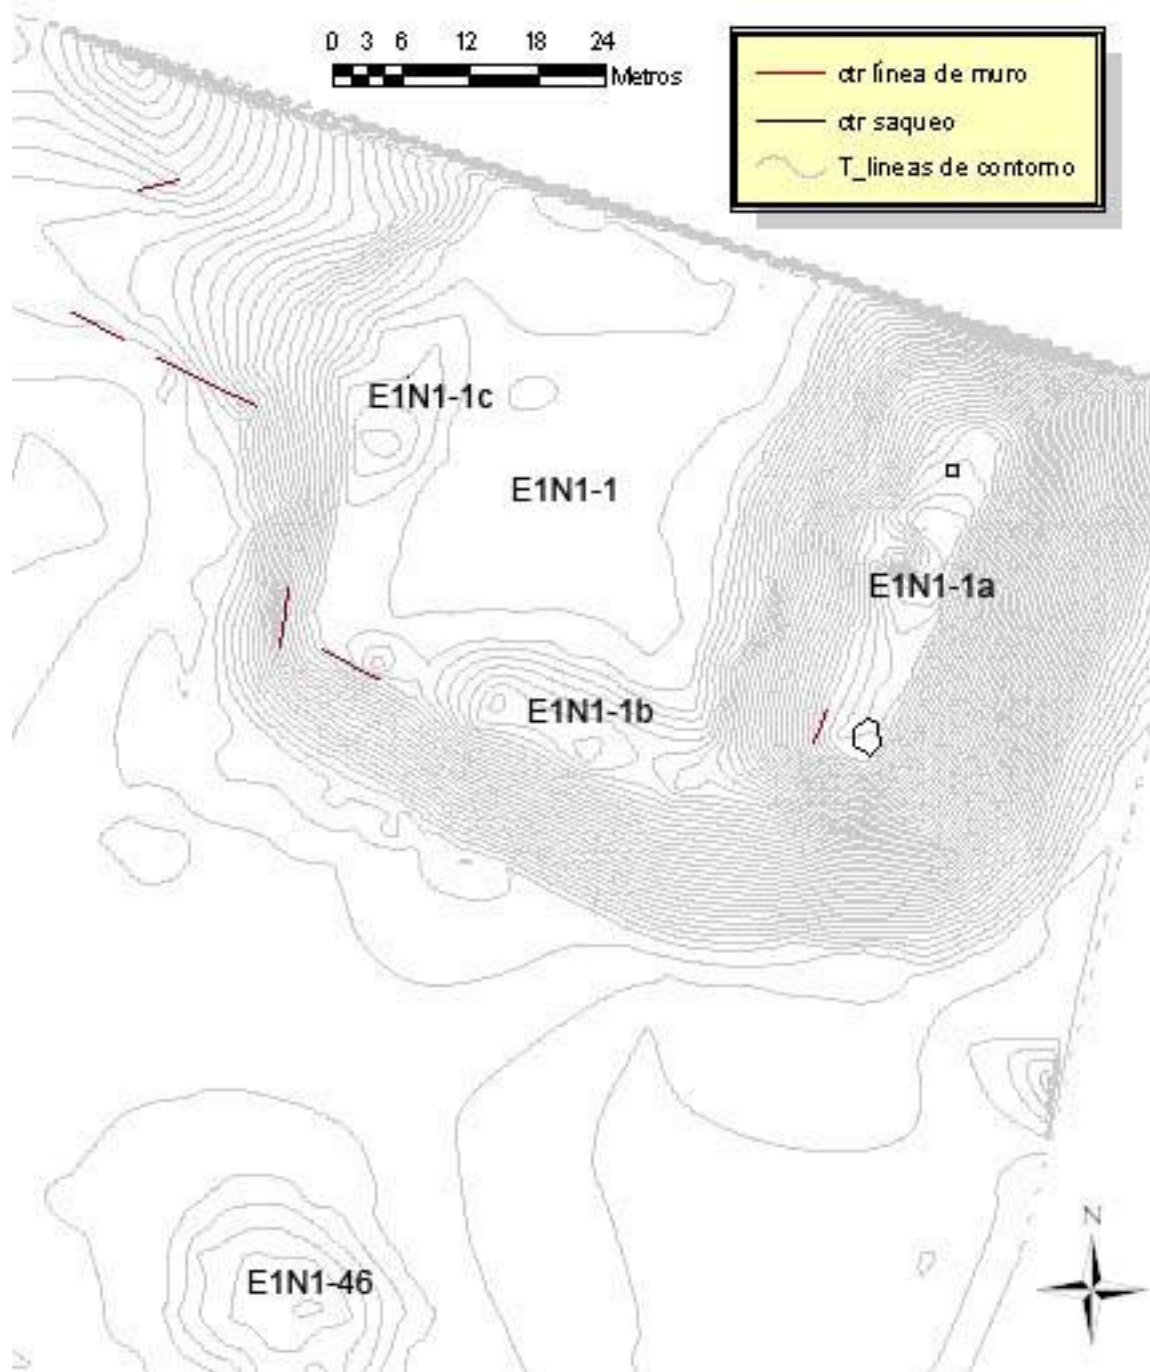 0 3 6 12 18 24
Metros
ctr línea de muro
ctr saqueo
T_lineas de contorno
E1N1-1c
E1N1-1
E1N1-1a
E1N1-1b
N
E1N1-46